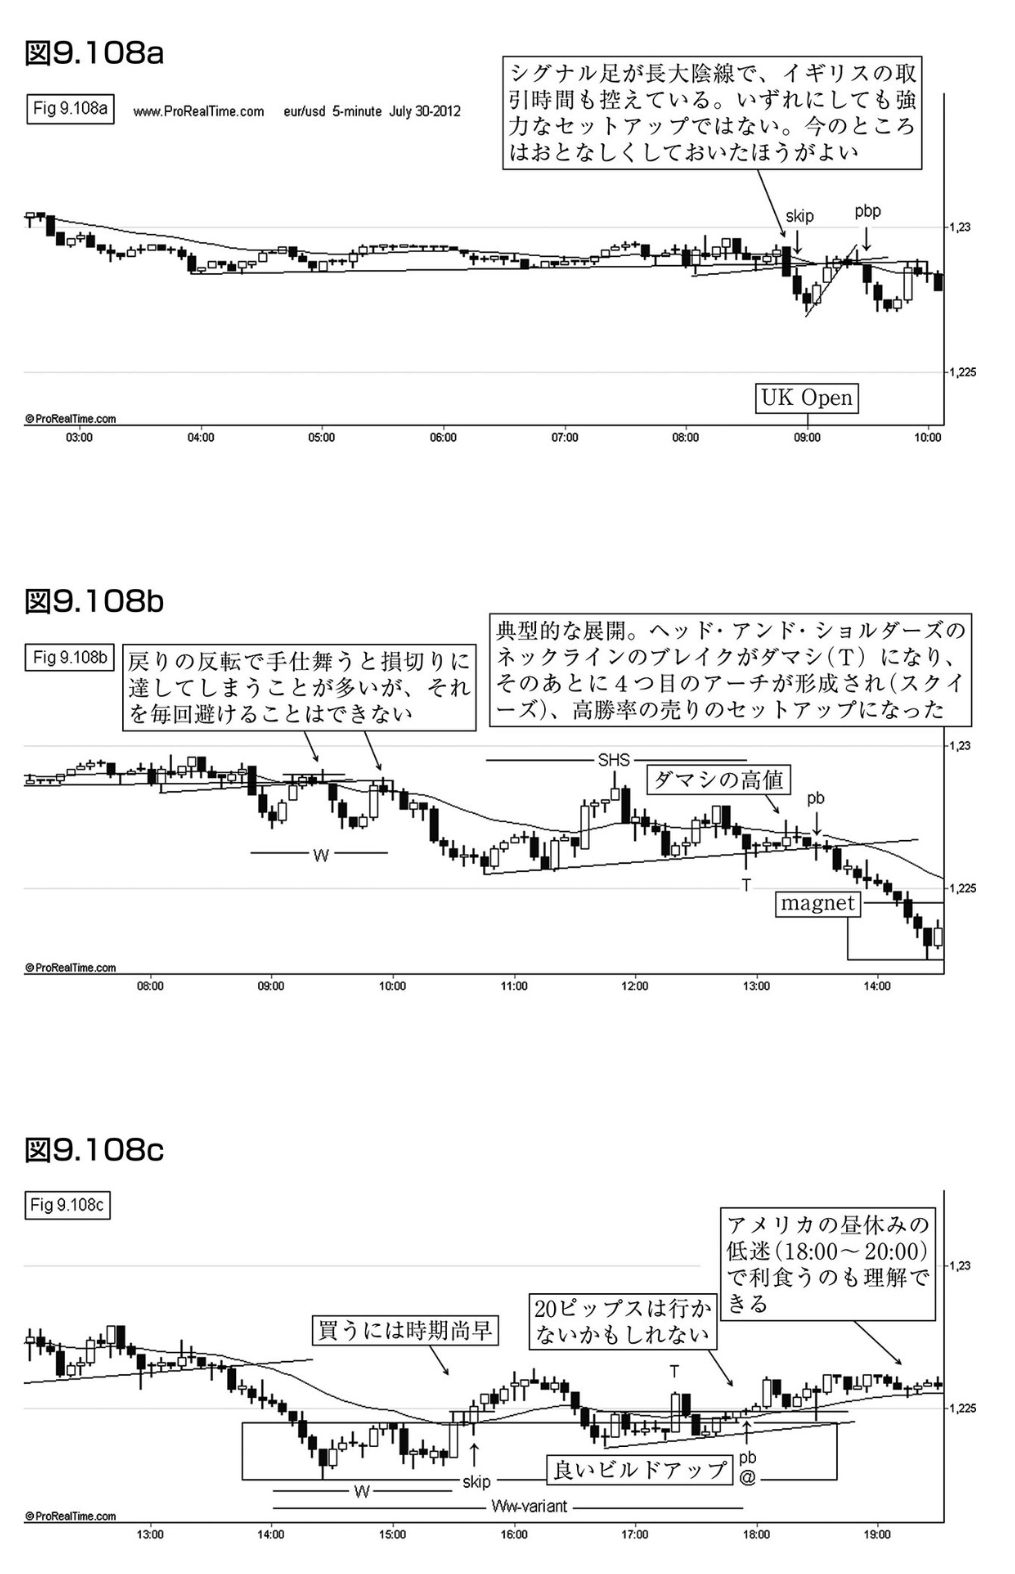 図9.108a
Fig 9.108a
www.ProRealTime.com eur/usd 5-minute July 30-2012
シグナル足が長大陰線で、イギリスの取
引時間も控えている。いずれにしても強
力なセットアップではない。今のところ
はおとなしくしておいたほうがよい
skip
pbp
1,23
1,225
UK Open
©ProRealTime.com
03:00 04:00 05:00 06:00 07:00 08:00 09:00 10:00
図9.108b
Fig 9.108b
戻りの反転で手仕舞うと損切りに
達してしまうことが多いが、それ
を毎回避けることはできない
典型的な展開。ヘッド・アンド・ショルダーズの
ネックラインのブレイクがダマシ(T)になり、
そのあとに4つ目のアーチが形成され(スクイ
ーズ)、高勝率の売りのセットアップになった
1,23
SHS
ダマシの高値
pb
W
T
1,225
magnet
©ProRealTime.com
08:00 09:00 10:00 11:00 12:00 13:00 14:00
図9.108c
Fig 9.108c
アメリカの昼休みの
低迷(18:00〜20:00)
で利食うのも理解で
きる
1,23
20ピップスは行か
ないかもしれない
買うには時期尚早
T
1,225
良いビルドアップ
pb
@
skip
W
Ww-variant
©ProRealTime.com
13:00 14:00 15:00 16:00 17:00 18:00 19:00